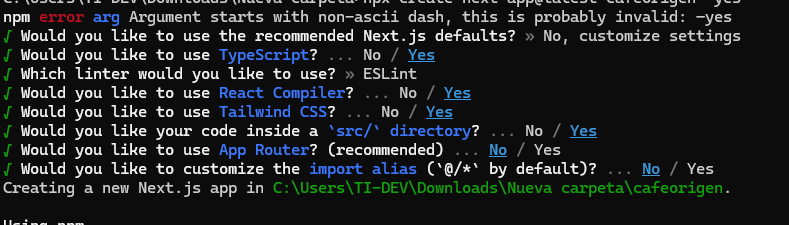 C:\Users\TI-DEV\Downloads\Nueva carpeta>npx create-next-app@latest cafeorigen —yes
npm error arg Argument starts with non-ascii dash, this is probably invalid: —yes
√ Would you like to use the recommended Next.js defaults? » No, customize settings
√ Would you like to use TypeScript? ... No / Yes
√ Which linter would you like to use? » ESLint
√ Would you like to use React Compiler? ... No / Yes
√ Would you like to use Tailwind CSS? ... No / Yes
√ Would you like your code inside a `src/` directory? ... No / Yes
√ Would you like to use App Router? (recommended) ... No / Yes
√ Would you like to customize the import alias (`@/*` by default)? ... No / Yes
Creating a new Next.js app in C:\Users\TI-DEV\Downloads\Nueva carpeta\cafeorigen.
Using npm